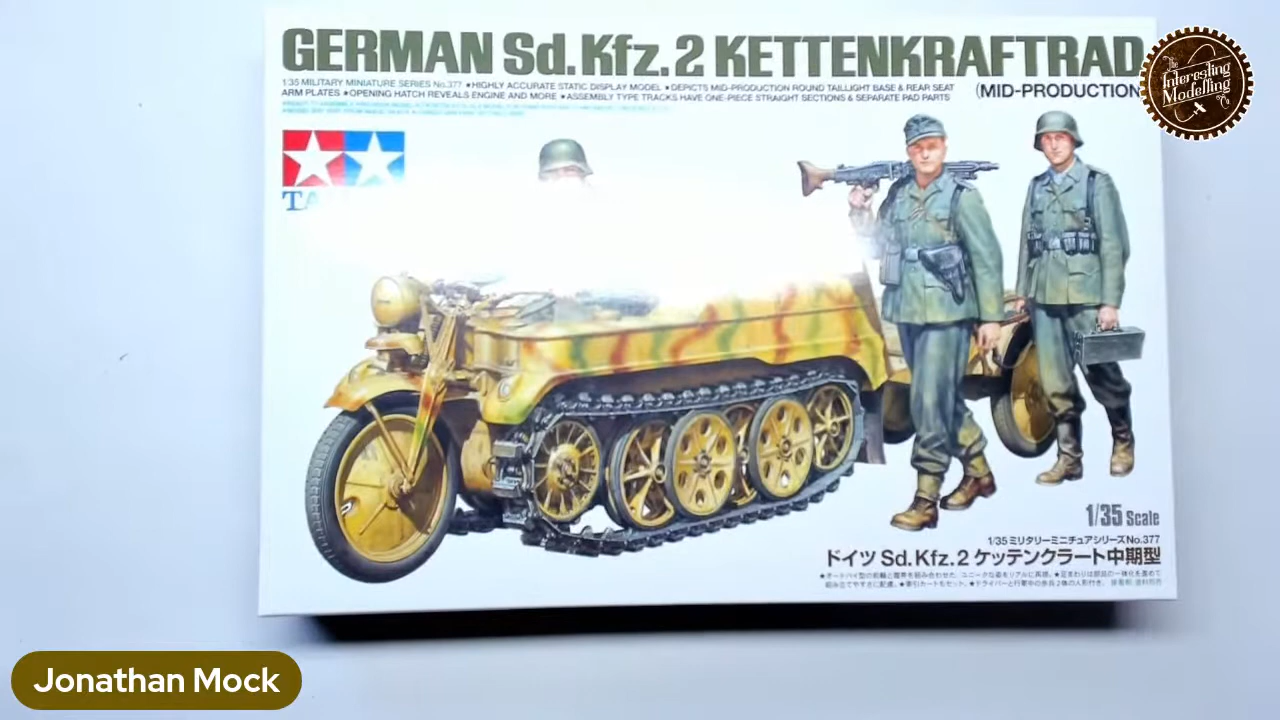 GERMAN Sd.Kfz.2 KETTENKRAFTRAD
1:35 MILITARY MINIATURE SERIES No.377 ★HIGHLY ACCURATE STATIC DISPLAY MODEL ★DEPICTS MID-PRODUCTION ROUND TAILLIGHT BASE & REAR SEAT
ARM PLATES ★OPENING HATCH REVEALS ENGINE AND MORE ★ASSEMBLY TYPE TRACKS HAVE ONE-PIECE STRAIGHT SECTIONS & SEPARATE PAD PARTS
(MID-PRODUCTION
The
Interesting
Modelling
Co
1/35 Scale
1/35 ミリタリーミニチュアシリーズ No.377
ドイツ Sd.Kfz.2 ケッテンクラート中期型
Jonathan Mock